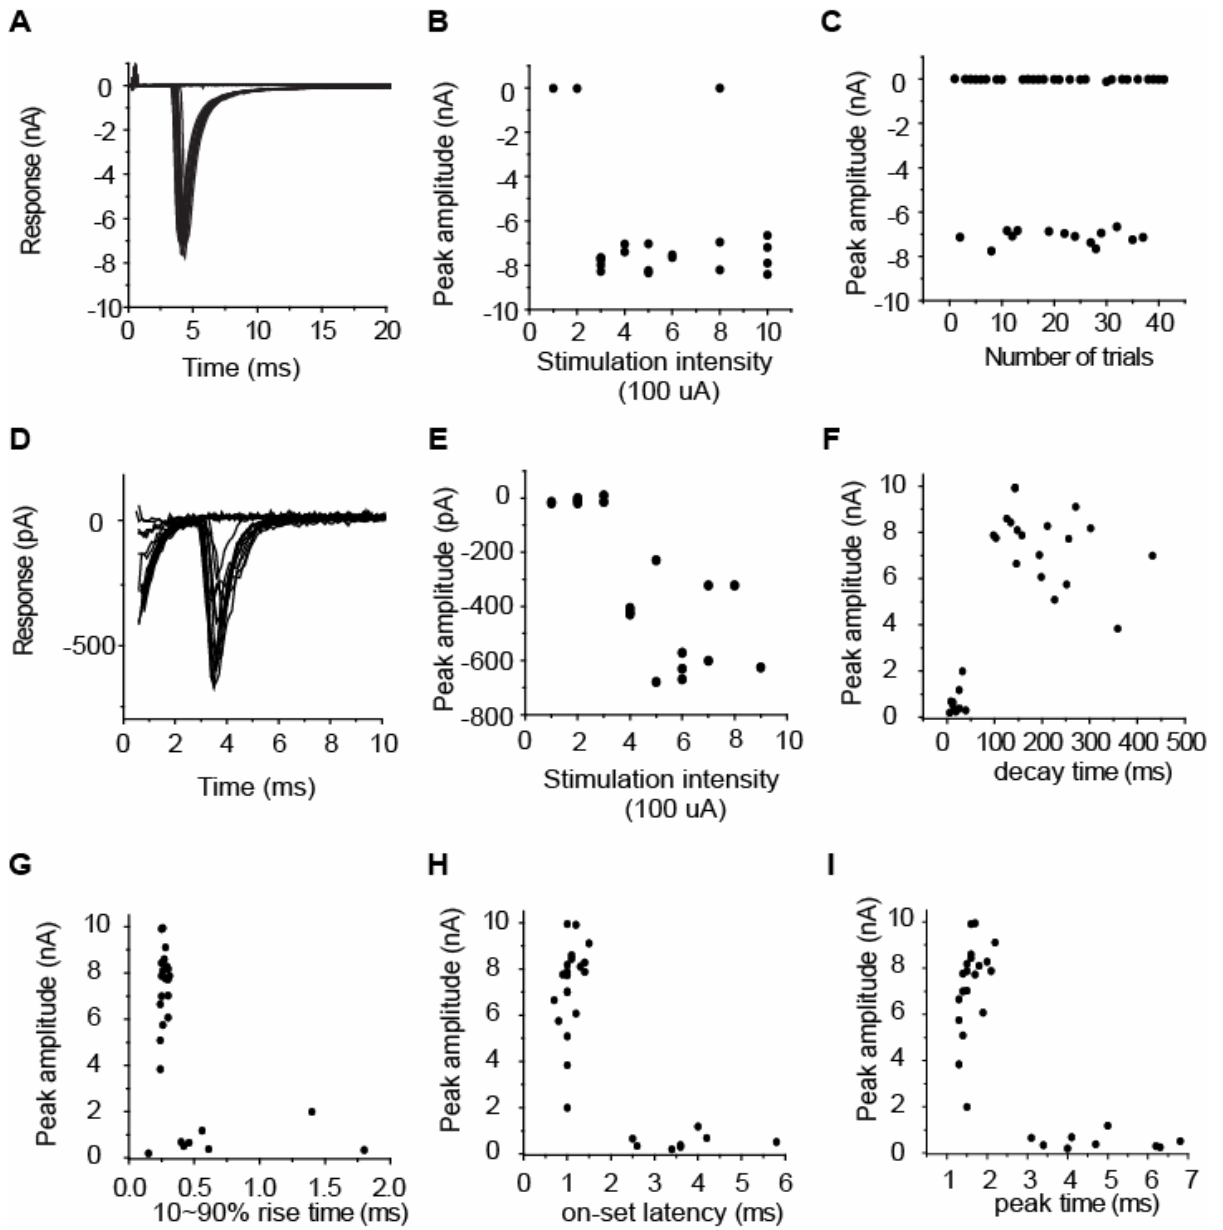 A
B
C
0
-2
-4
-6
-8
-10
Response (nA)
0 5 10 15 20
Time (ms)
0
-2
-4
-6
-8
-10
Peak amplitude (nA)
0 2 4 6 8 10
Stimulation intensity
(100 uA)
0
-2
-4
-6
-8
-10
Peak amplitude (nA)
0 10 20 30 40
Number of trials
D
E
F
0
-500
Response (pA)
0 2 4 6 8 10
Time (ms)
0
-200
-400
-600
-800
Peak amplitude (pA)
0 2 4 6 8 10
Stimulation intensity
(100 uA)
10
8
6
4
2
0
Peak amplitude (nA)
0 100 200 300 400 500
decay time (ms)
G
H
I
10
8
6
4
2
0
Peak amplitude (nA)
0.0 0.5 1.0 1.5 2.0
10~90% rise time (ms)
10
8
6
4
2
0
Peak amplitude (nA)
0 1 2 3 4 5 6
on-set latency (ms)
10
8
6
4
2
0
Peak amplitude (nA)
1 2 3 4 5 6 7 8
peak time (ms)